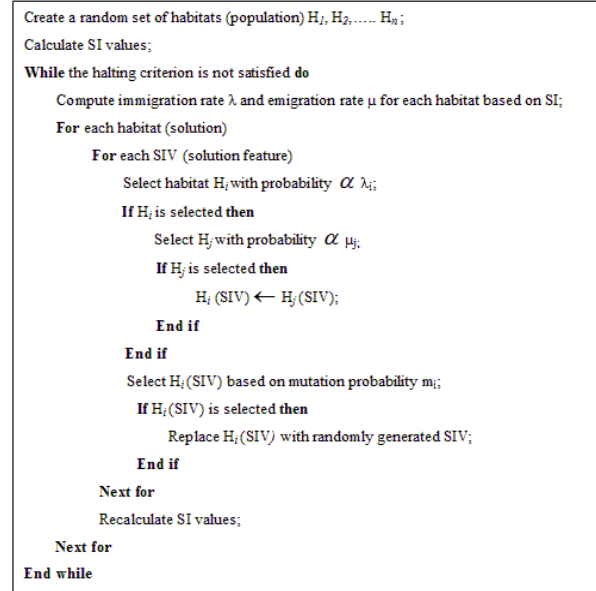 Create a random set of habitats (population) H1, H2,..... Hn ;
Calculate SI values;
While the halting criterion is not satisfied do
Compute immigration rate λ and emigration rate μ for each habitat based on SI;
For each habitat (solution)
For each SIV (solution feature)
Select habitat Hi with probability α λi;
If Hi is selected then
Select Hj with probability α μj;
If Hj is selected then
Hi (SIV) ← Hj (SIV);
End if
End if
Select Hi (SIV) based on mutation probability mi;
If Hi (SIV) is selected then
Replace Hi (SIV) with randomly generated SIV;
End if
Next for
Recalculate SI values;
Next for
End while